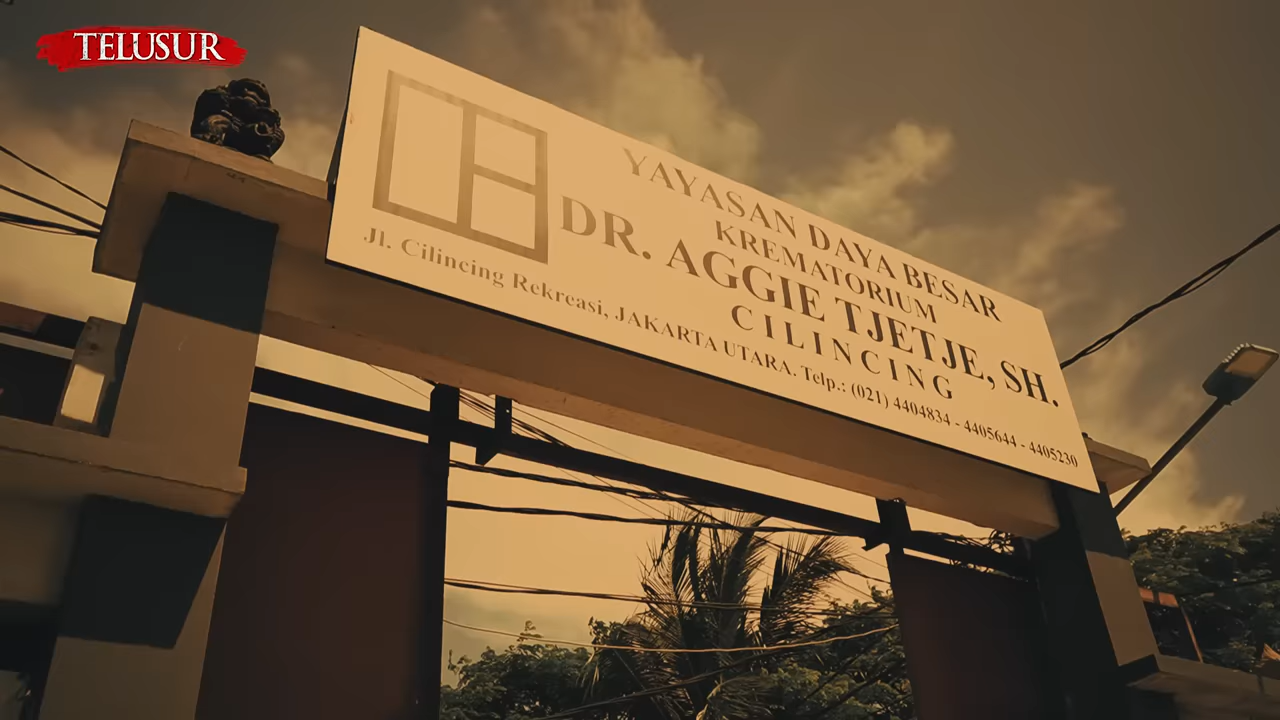 TELUSUR
YAYASAN DAYA BESAR
KREMATORIUM
DR. AGGIE TJETJE, SH.
CILINCING
Jl. Cilincing Rekreasi, JAKARTA UTARA. Telp.: (021) 4404834 - 4405644 - 4405230